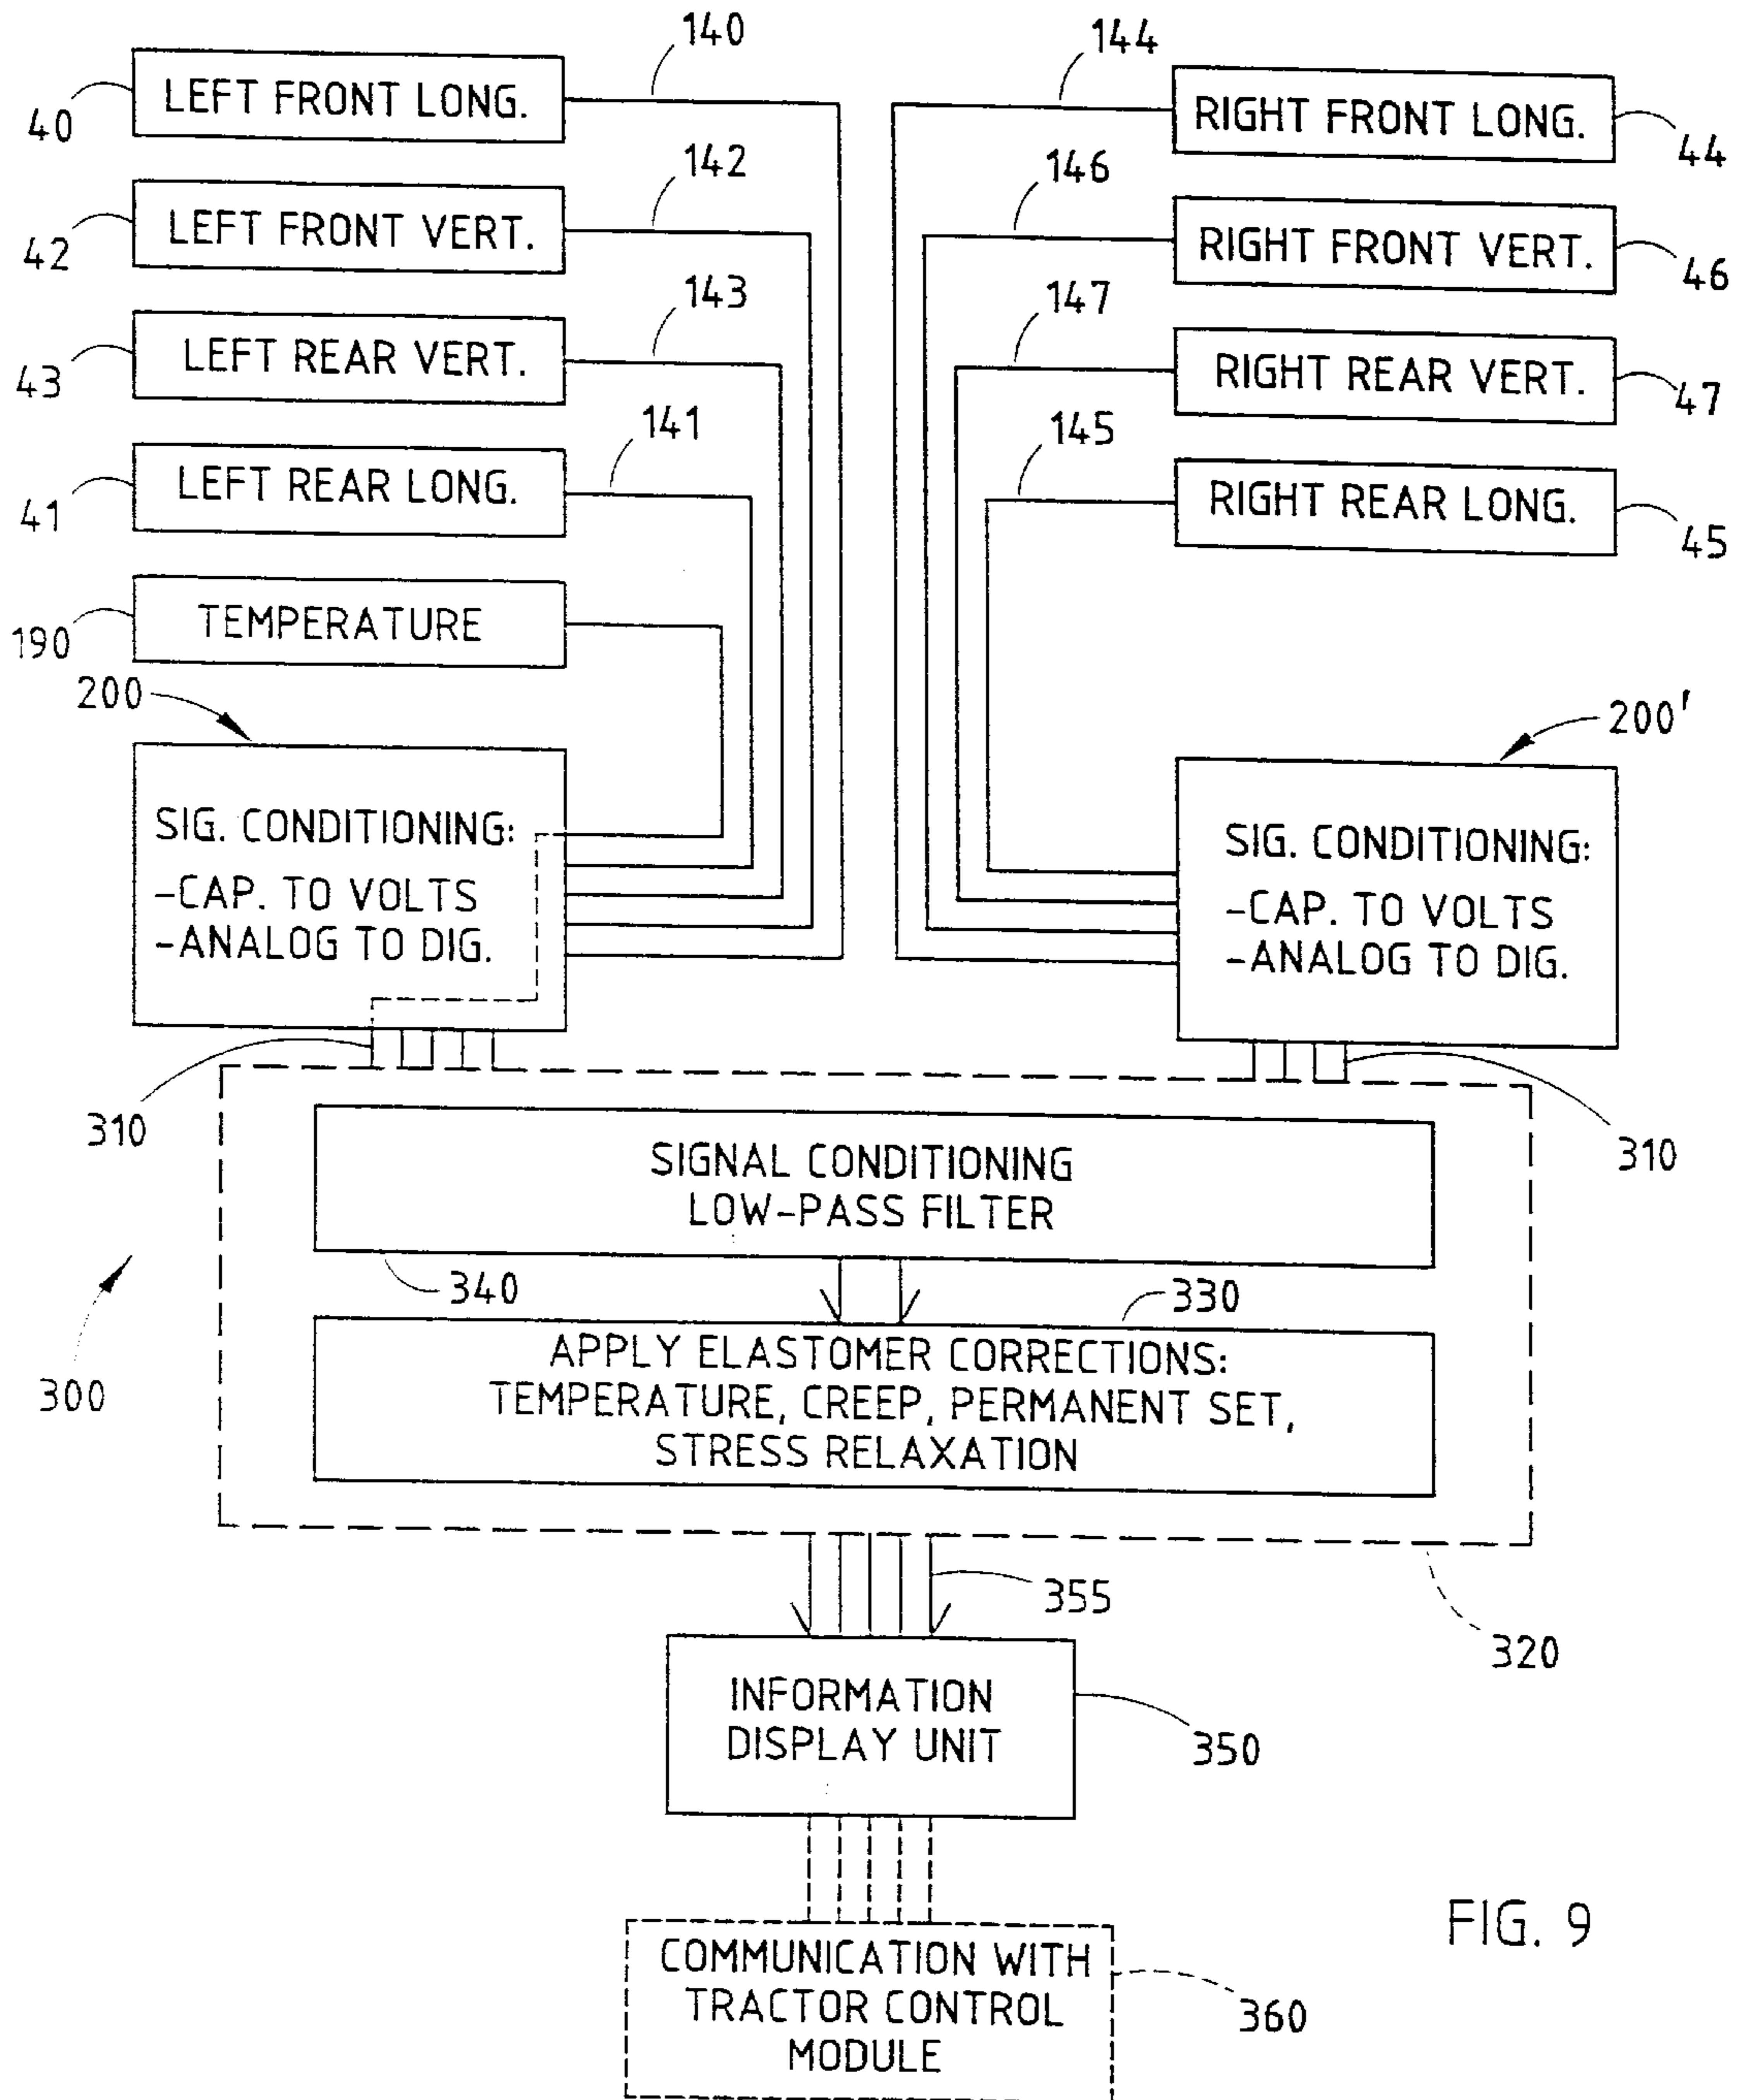 140
144
LEFT FRONT LONG.
RIGHT FRONT LONG.
40
44
142
146
LEFT FRONT VERT.
RIGHT FRONT VERT.
42
46
143
147
LEFT REAR VERT.
RIGHT REAR VERT.
43
47
141
145
LEFT REAR LONG.
RIGHT REAR LONG.
41
45
TEMPERATURE
190
200
200'
SIG. CONDITIONING:
-CAP. TO VOLTS
-ANALOG TO DIG.
SIG. CONDITIONING:
-CAP. TO VOLTS
-ANALOG TO DIG.
310
310
SIGNAL CONDITIONING
LOW-PASS FILTER
340
330
300
APPLY ELASTOMER CORRECTIONS:
TEMPERATURE, CREEP, PERMANENT SET,
STRESS RELAXATION
355
320
INFORMATION
DISPLAY UNIT
350
FIG. 9
COMMUNICATION WITH
TRACTOR CONTROL
MODULE
360